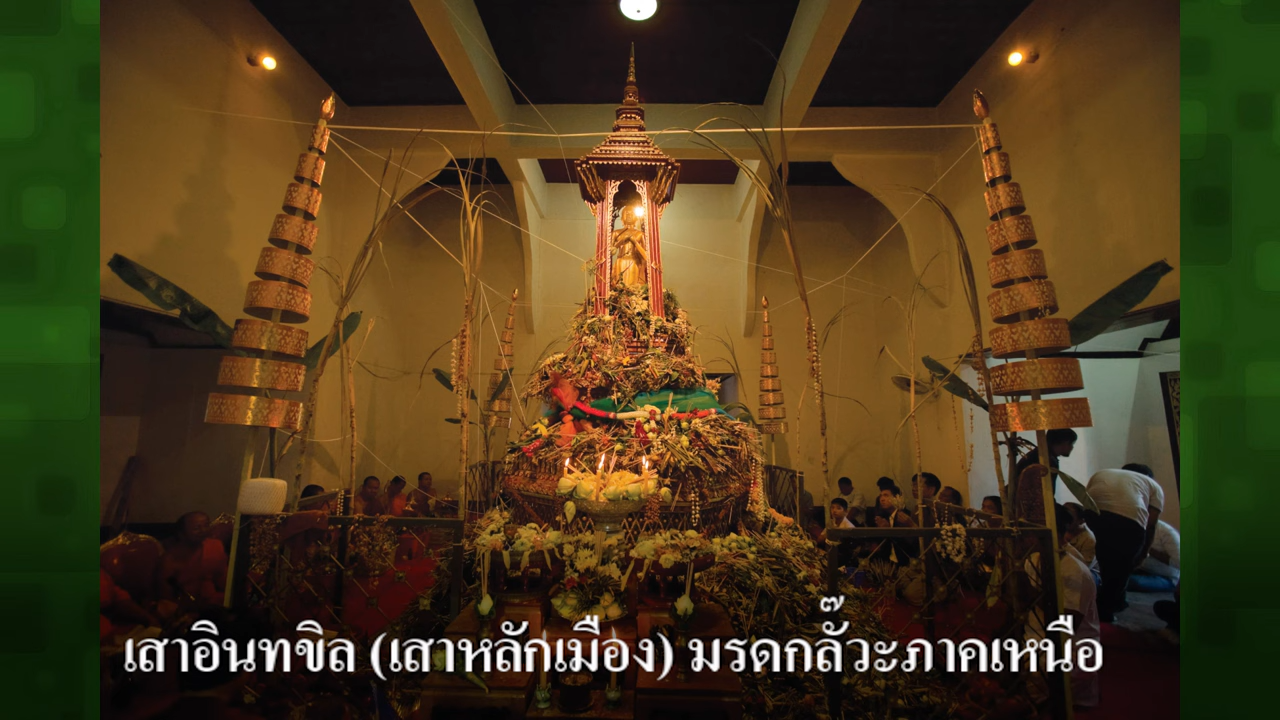 เสาอินทขิล (เสาหลักเมือง) มรดกลั๊วะภาคเหนือ